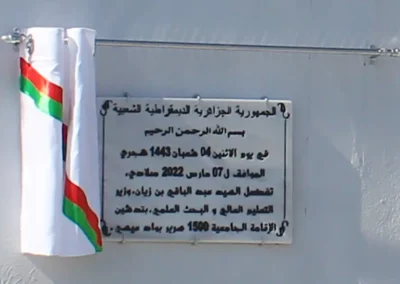 الجمهورية الجزائرية الديمقراطية الشعبية
بسم الله الرحمن الرحيم
في يوم الاثنين 04 شعبان 1443 هجري
الموافق ل 07 مارس 2022 ميلادي
تفضل السيد عبد الباقي بن زيان، وزير
التعليم العالي و البحث العلمي، بتدشين
الإقامة الجامعية 1500 سرير